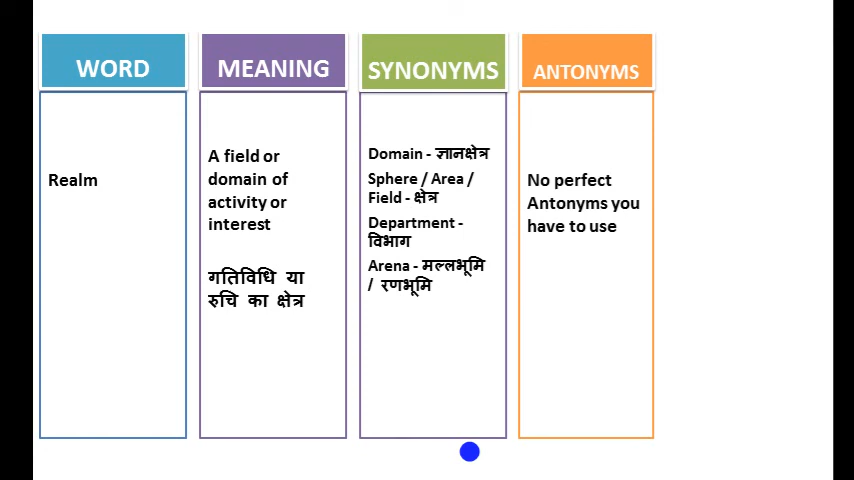 WORD
MEANING
SYNONYMS
ANTONYMS
Realm
A field or
domain of
activity or
interest
गतिविधि या
रुचि का क्षेत्र
Domain - ज्ञानक्षेत्र
Sphere / Area /
Field - क्षेत्र
Department -
विभाग
Arena - मल्लभूमि
/ रणभूमि
No perfect
Antonyms you
have to use